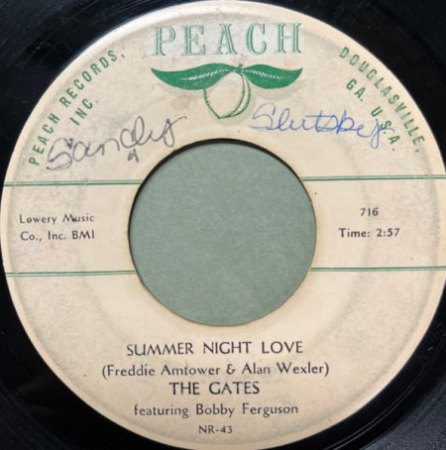 PEACH
PEACH RECORDS, INC.
DOUGLASVILLE, GA. U.S.A.
Sandy Slutsky
Lowery Music
Co., Inc. BMI
716
Time: 2:57
SUMMER NIGHT LOVE
(Freddie Amtower & Alan Wexler)
THE GATES
featuring Bobby Ferguson
NR-43